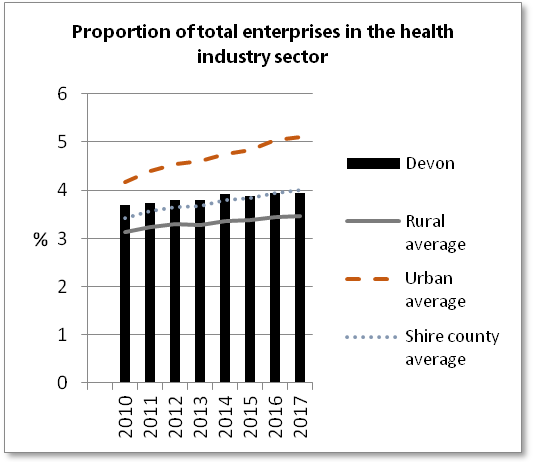 Proportion of total enterprises in the health
industry sector
6
5
4
3
2
1
0
%
2010
2011
2012
2013
2014
2015
2016
2017
Devon
Rural
average
Urban
average
Shire county
average